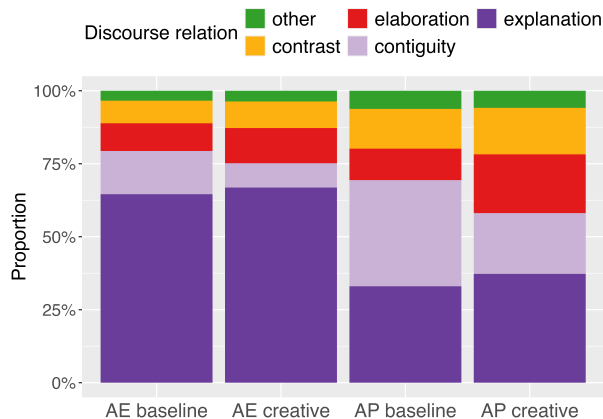 Discourse relation
other
elaboration
explanation
contrast
contiguity
Proportion
100%
75%
50%
25%
0%
AE baseline
AE creative
AP baseline
AP creative